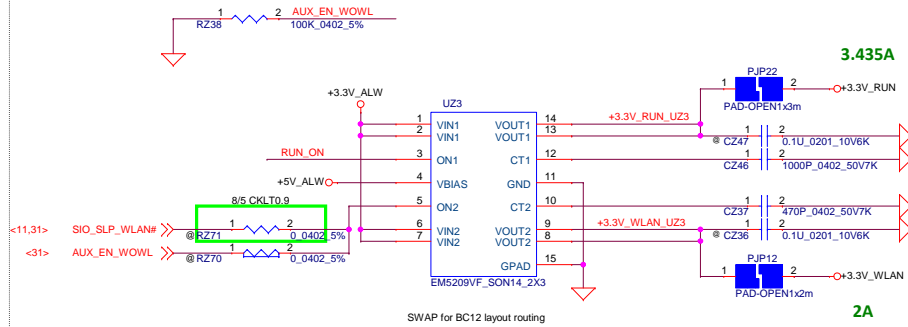 1 2 AUX_EN_WOWL
RZ38 100K_0402_5%
3.435A
PJP22
1 2 +3.3V_RUN
PAD-OPEN1x3m
+3.3V_ALW
UZ3
1 VIN1 VOUT1 14 +3.3V_RUN_UZ3
2 VIN1 VOUT1 13
@ CZ47 1 2 0.1U_0201_10V6K
RUN_ON 3 ON1 CT1 12
CZ46 1 2 1000P_0402_50V7K
+5V_ALW 4 VBIAS GND 11
8/5 CKLT0.9
5 ON2 CT2 10
CZ37 1 2 470P_0402_50V7K
<11,31> SIO_SLP_WLAN# @ RZ71 1 2 0_0402_5%
6 VIN2 VOUT2 9 +3.3V_WLAN_UZ3
7 VIN2 VOUT2 8
@ CZ36 1 2 0.1U_0201_10V6K
<31> AUX_EN_WOWL @ RZ70 1 2 0_0402_5%
GPAD 15
PJP12
1 2 +3.3V_WLAN
PAD-OPEN1x2m
EM5209VF_SON14_2X3
2A
SWAP for BC12 layout routing